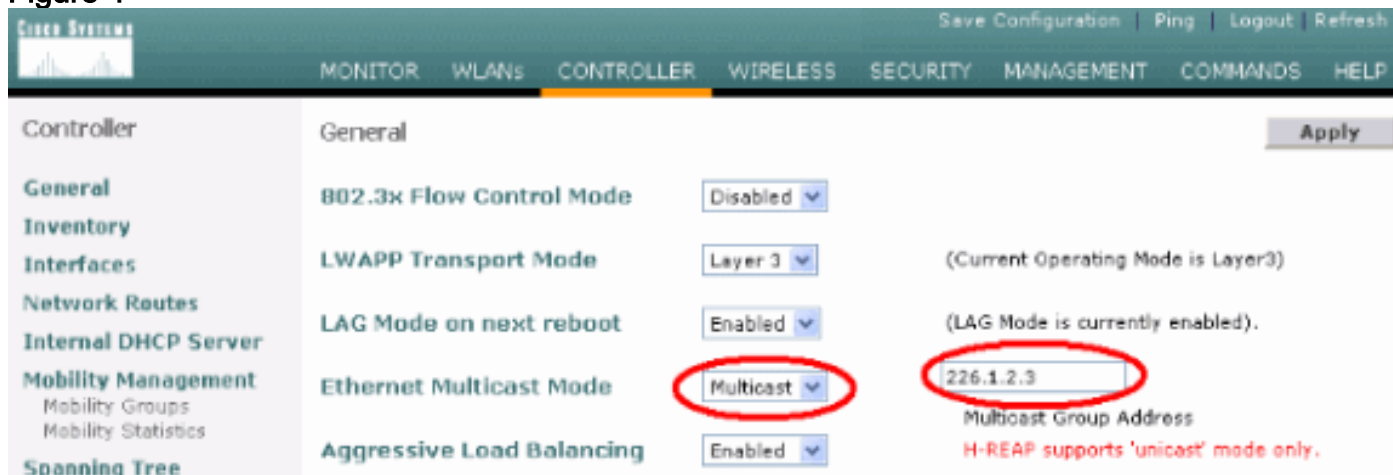 CISCO SYSTEMS
Save Configuration | Ping | Logout | Refresh
MONITOR WLANs CONTROLLER WIRELESS SECURITY MANAGEMENT COMMANDS HELP
Controller
General
Apply
General
Inventory
Interfaces
Network Routes
Internal DHCP Server
Mobility Management
Mobility Groups
Mobility Statistics
Spanning Tree
802.3x Flow Control Mode Disabled
LWAPP Transport Mode Layer 3 (Current Operating Mode is Layer3)
LAG Mode on next reboot Enabled (LAG Mode is currently enabled).
Ethernet Multicast Mode Multicast 226.1.2.3
Multicast Group Address
Aggressive Load Balancing Enabled H-REAP supports 'unicast' mode only.